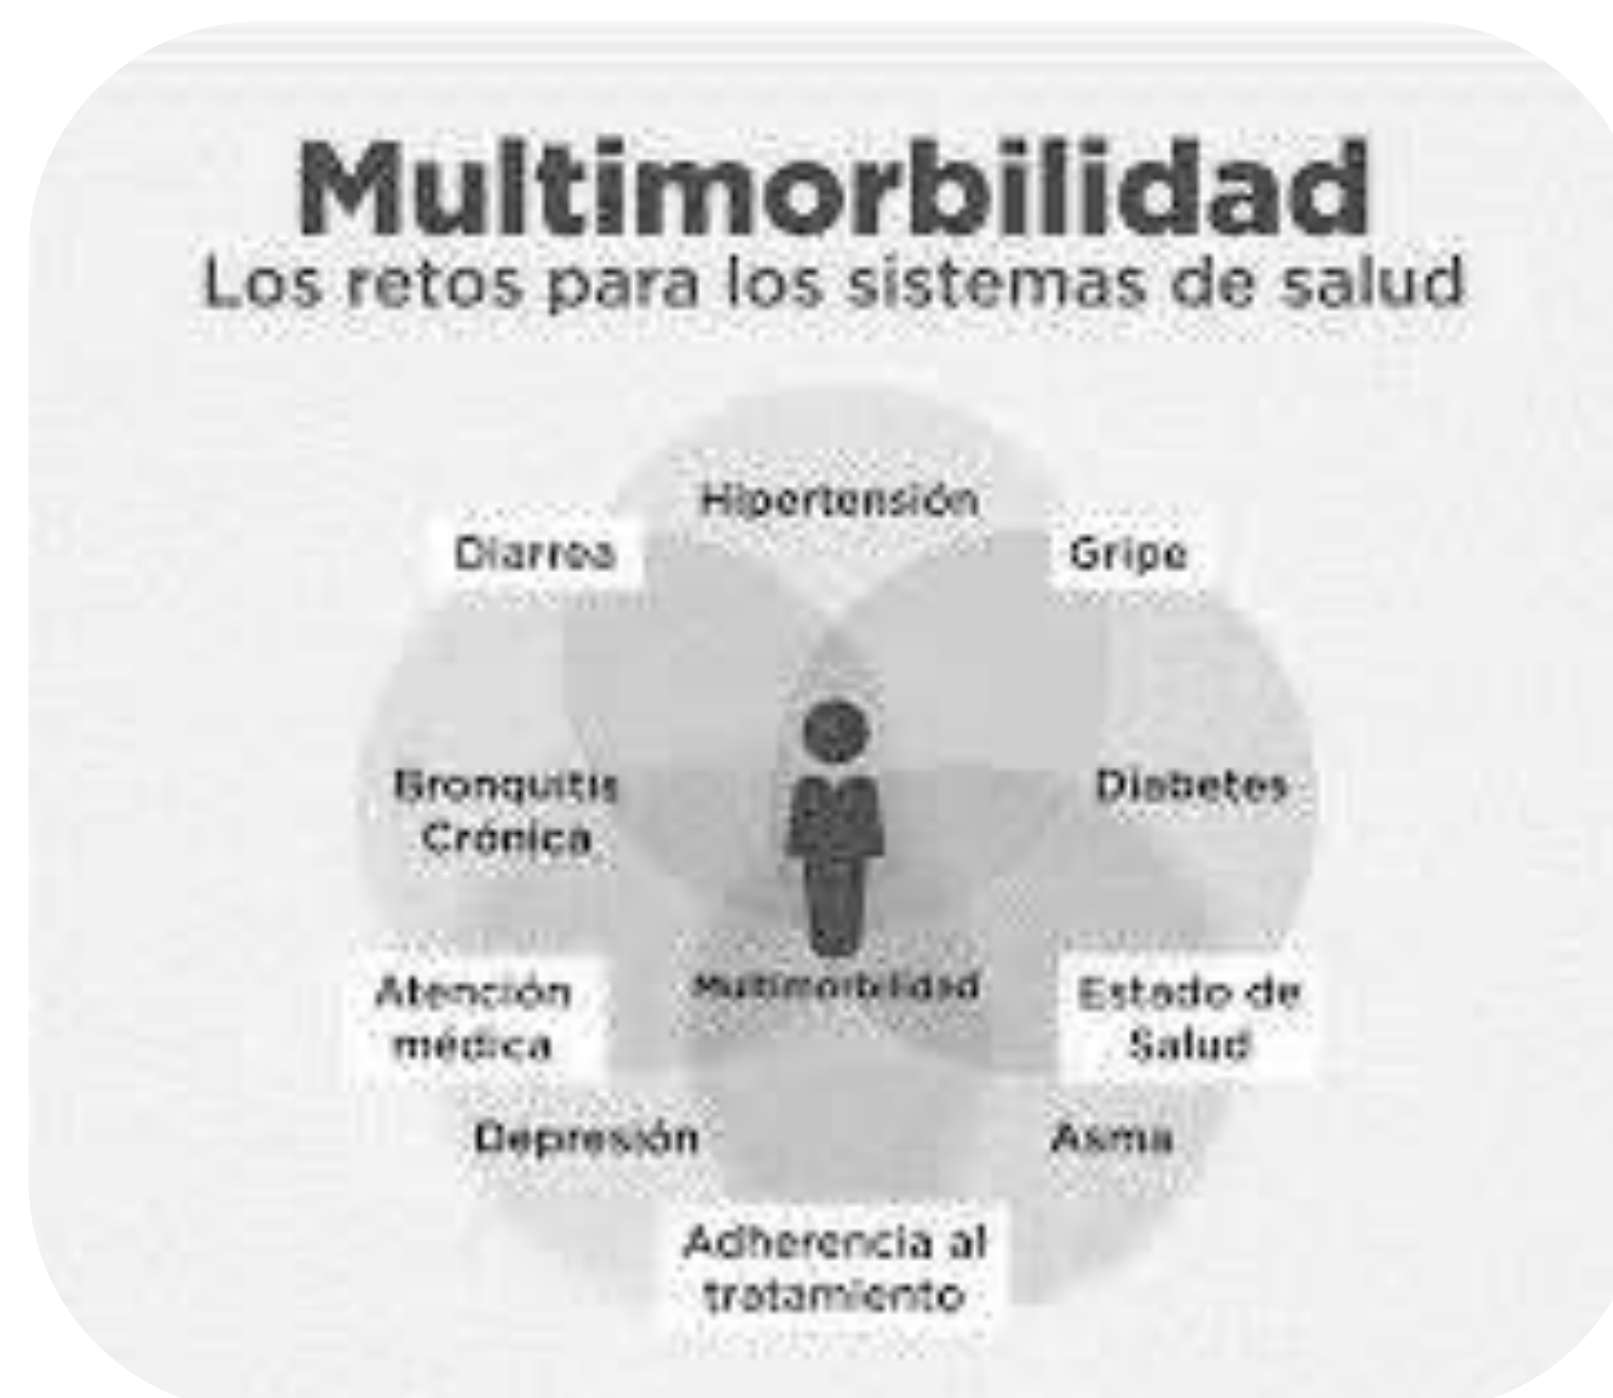 Multimorbilidad
Los retos para los sistemas de salud
Hipertensión
Diarrea
Gripe
Bronquitis
Crónica
Diabetes
Atención
médica
Multimorbilidad
Estado de
Salud
Depresión
Asma
Adherencia al
tratamiento